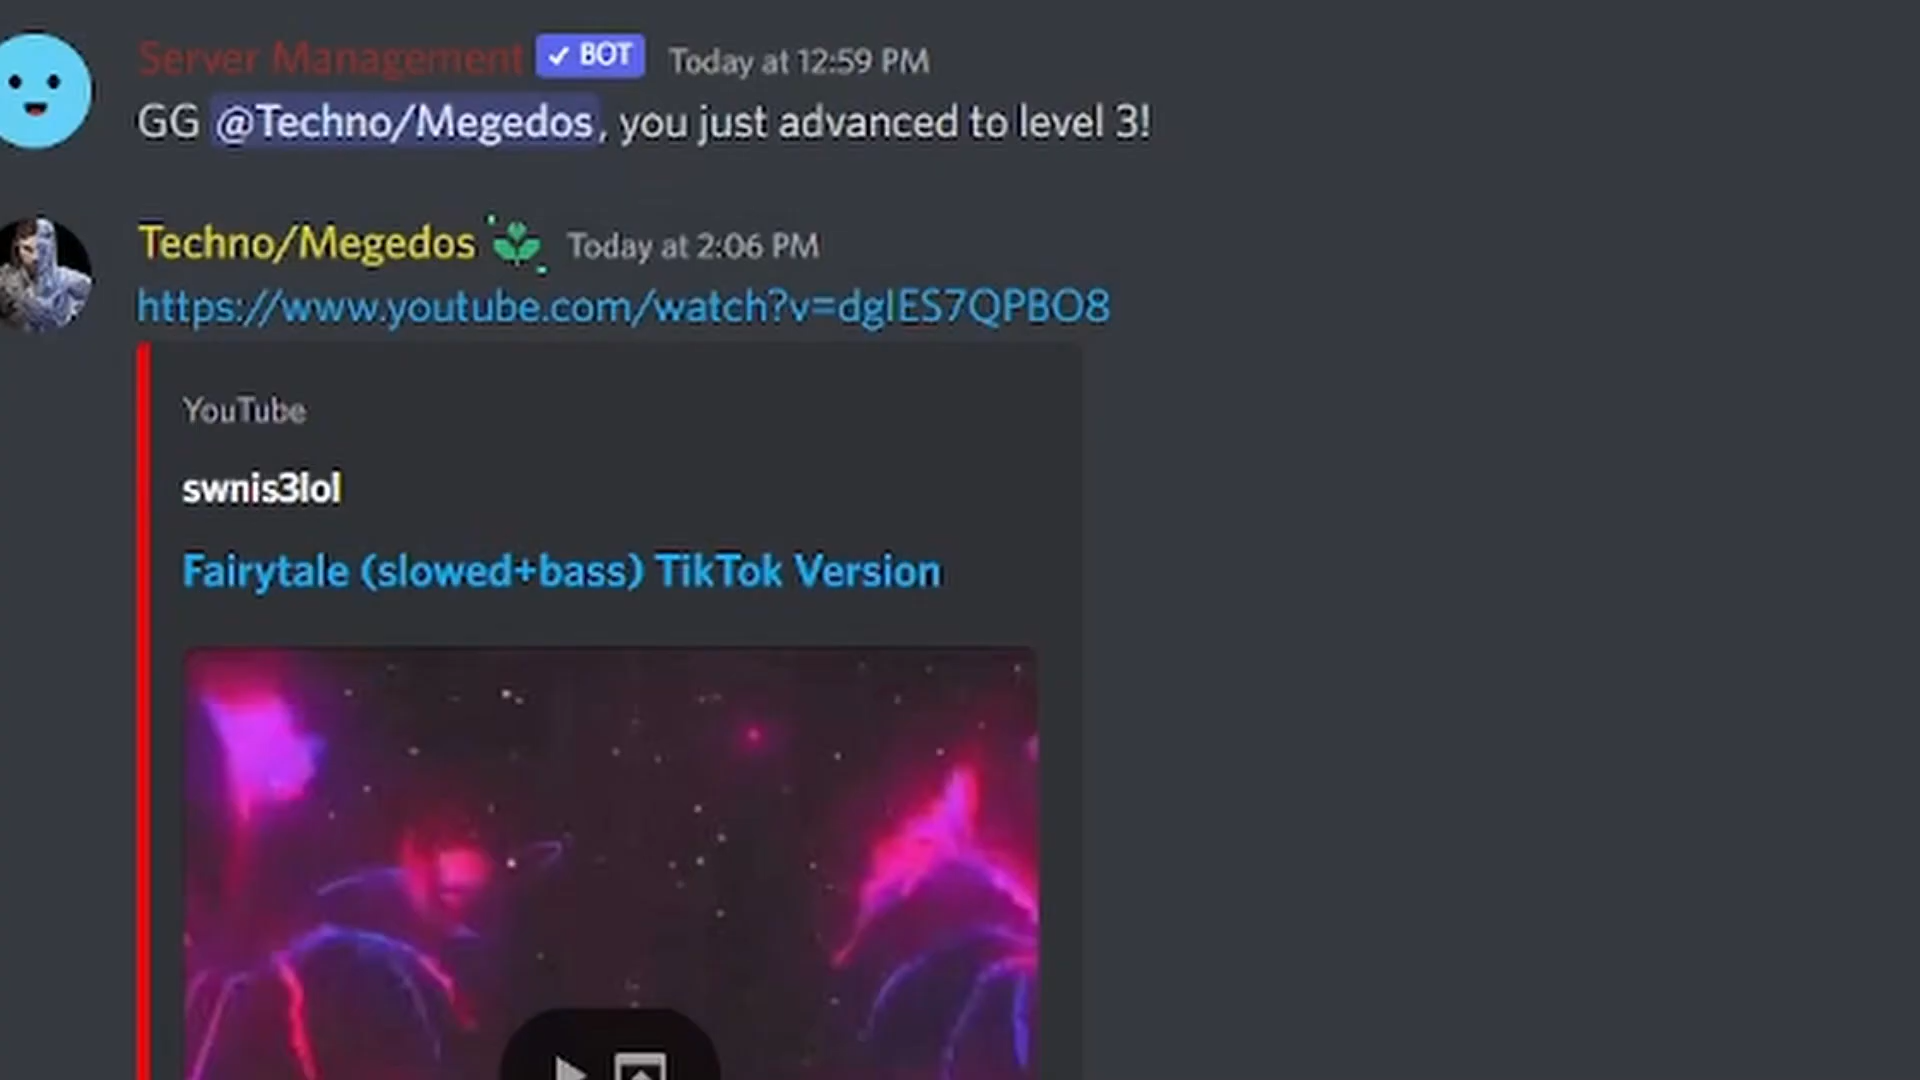 Server Management ✓ BOT Today at 12:59 PM
GG @Techno/Megedos, you just advanced to level 3!
Techno/Megedos Today at 2:06 PM
https://www.youtube.com/watch?v=dgIES7QPBO8
YouTube
swnis3lol
Fairytale (slowed+bass) TikTok Version